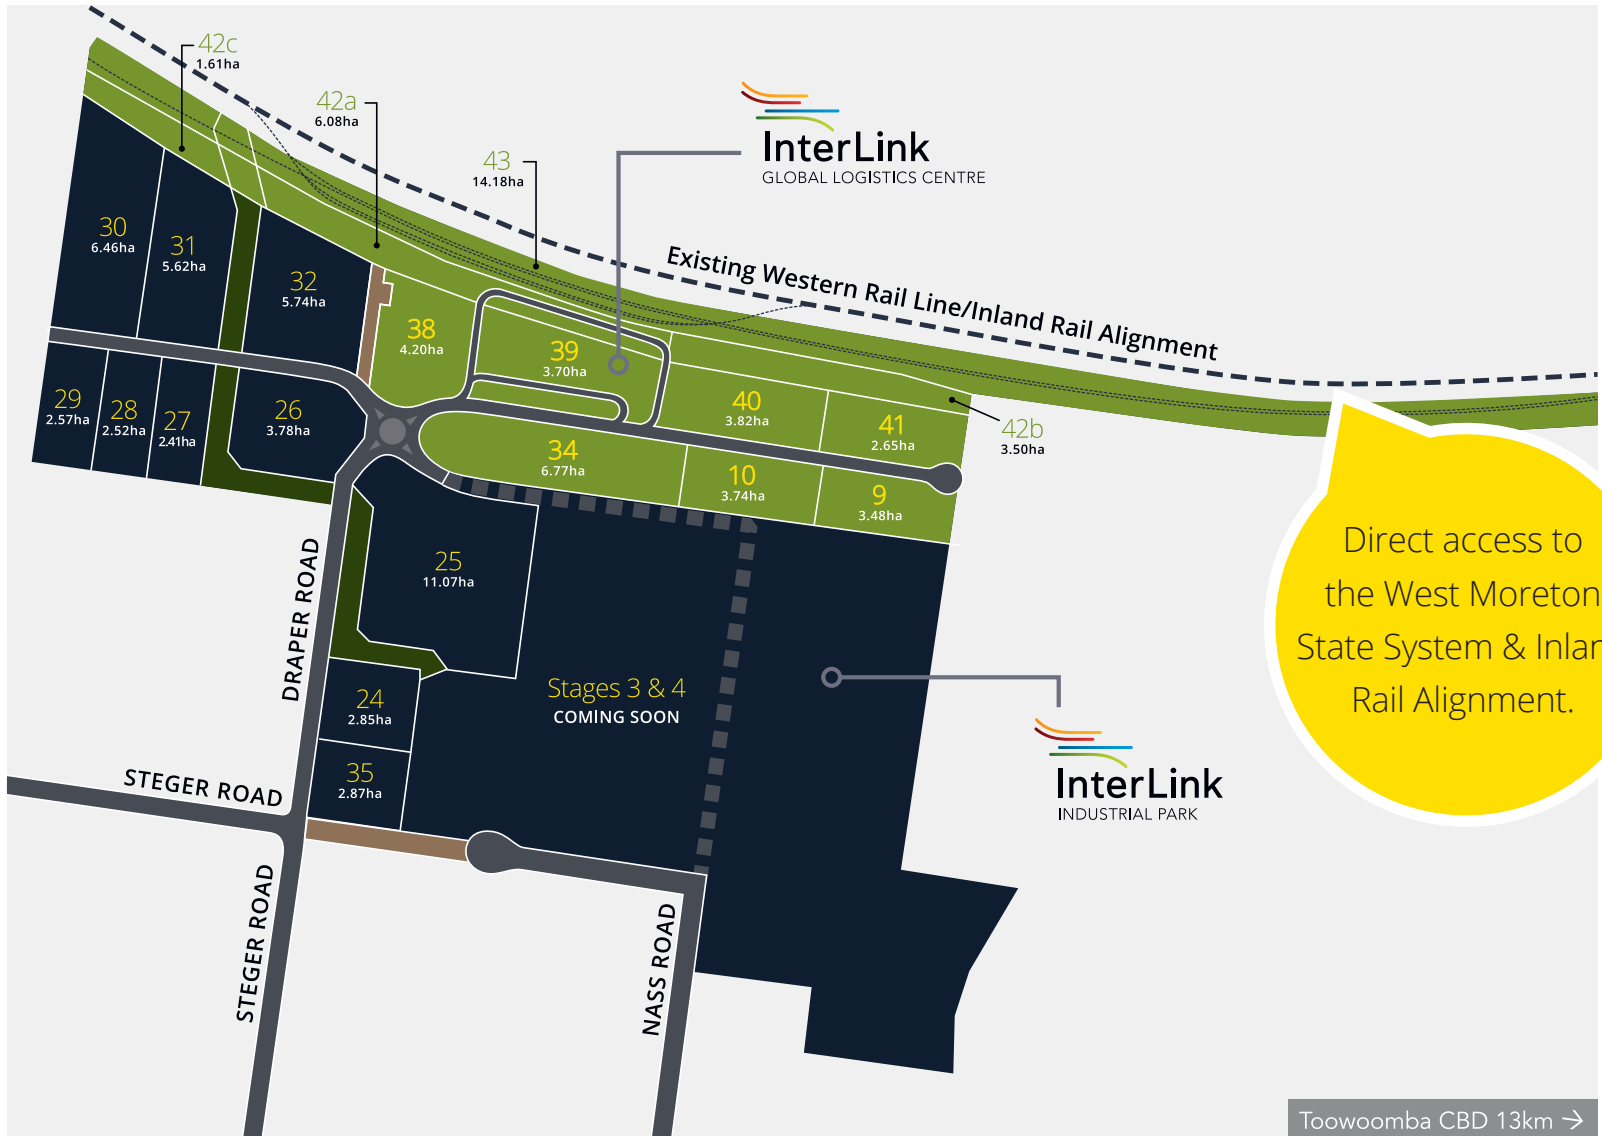 42c
1.61ha
42a
6.08ha
43
14.18ha
InterLink
GLOBAL LOGISTICS CENTRE
Existing Western Rail Line/Inland Rail Alignment
30
6.46ha
31
5.62ha
32
5.74ha
38
4.20ha
39
3.70ha
40
3.82ha
41
2.65ha
42b
3.50ha
29
2.57ha
28
2.52ha
27
2.41ha
26
3.78ha
34
6.77ha
10
3.74ha
9
3.48ha
25
11.07ha
Direct access to
the West Moreton
State System & Inlan
Rail Alignment.
DRAPER ROAD
24
2.85ha
Stages 3 & 4
COMING SOON
35
2.87ha
InterLink
INDUSTRIAL PARK
STEGER ROAD
STEGER ROAD
NASS ROAD
Toowoomba CBD 13km →